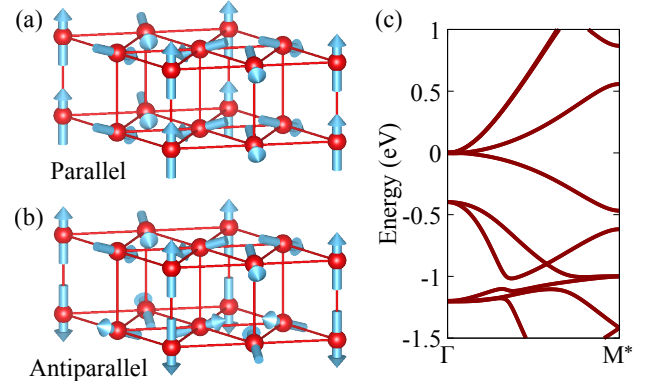 (a)
Parallel
(b)
Antiparallel
(c)
Energy (eV)
1
0.5
0
-0.5
-1
-1.5
Γ
M*